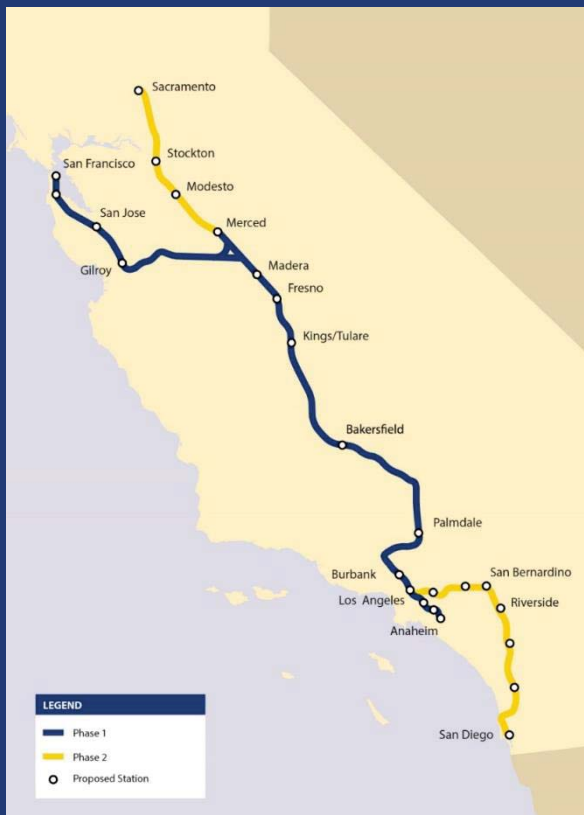 Sacramento
Stockton
San Francisco
Modesto
San Jose
Merced
Gilroy
Madera
Fresno
Kings/Tulare
Bakersfield
Palmdale
Burbank
San Bernardino
Los Angeles
Riverside
Anaheim
San Diego
LEGEND
Phase 1
Phase 2
Proposed Station